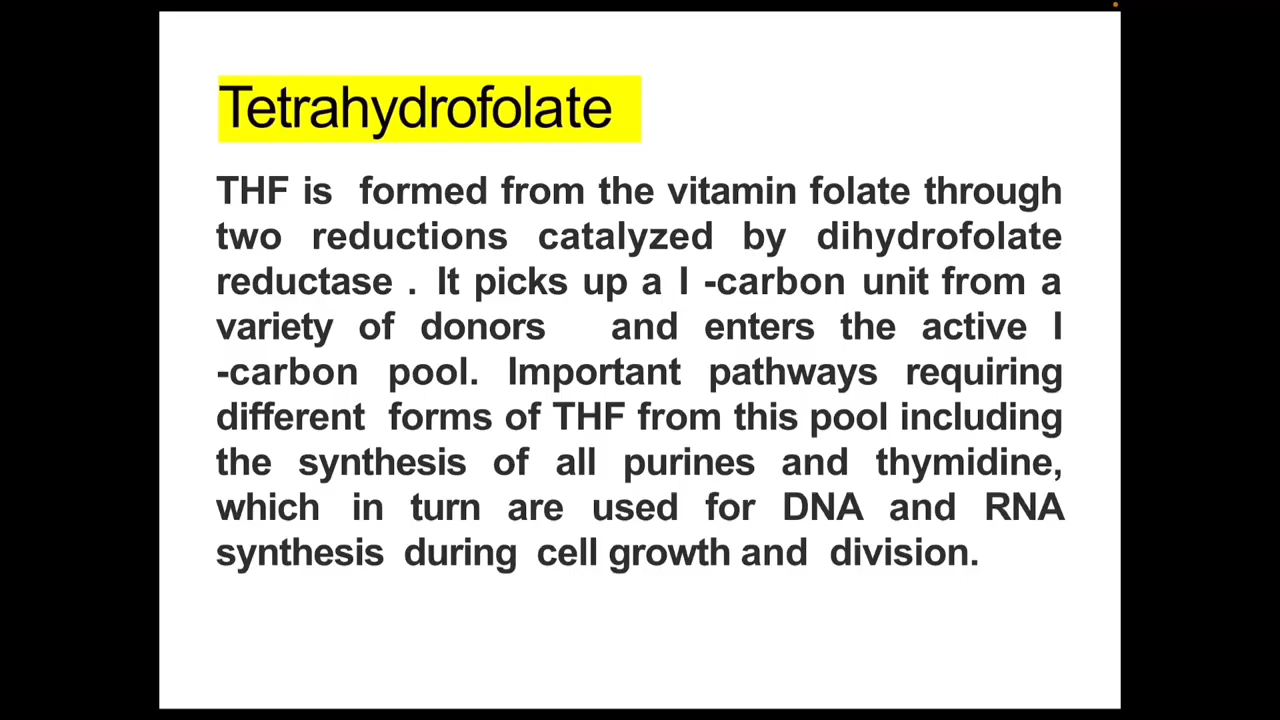 Tetrahydrofolate
THF is formed from the vitamin folate through
two reductions catalyzed by dihydrofolate
reductase . It picks up a l -carbon unit from a
variety of donors and enters the active l
-carbon pool. Important pathways requiring
different forms of THF from this pool including
the synthesis of all purines and thymidine,
which in turn are used for DNA and RNA
synthesis during cell growth and division.